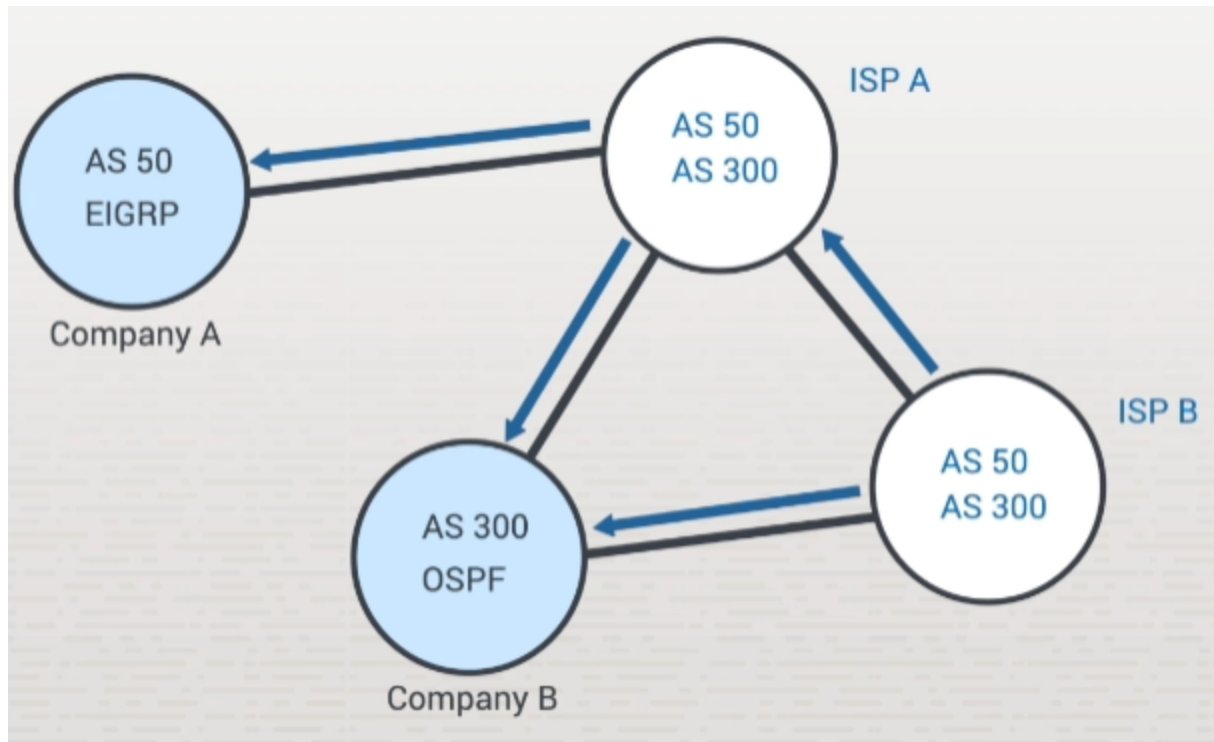 ISP A
AS 50
AS 300
AS 50
EIGRP
Company A
ISP B
AS 50
AS 300
AS 300
OSPF
Company B